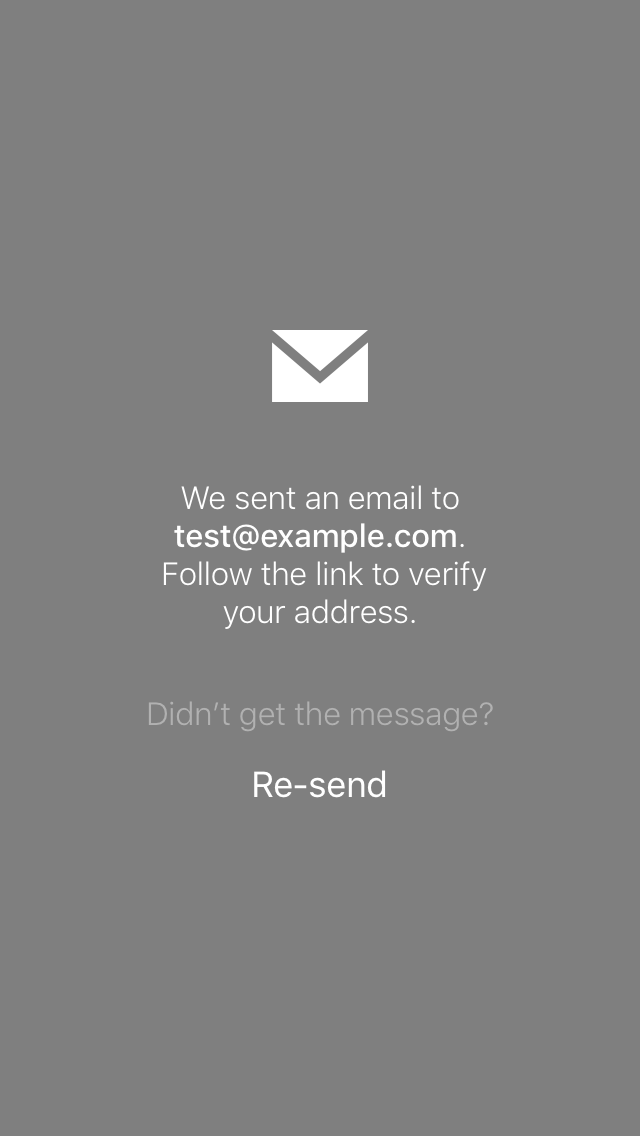 We sent an email to
test@example.com.
Follow the link to verify
your address.
Didn’t get the message?
Re-send